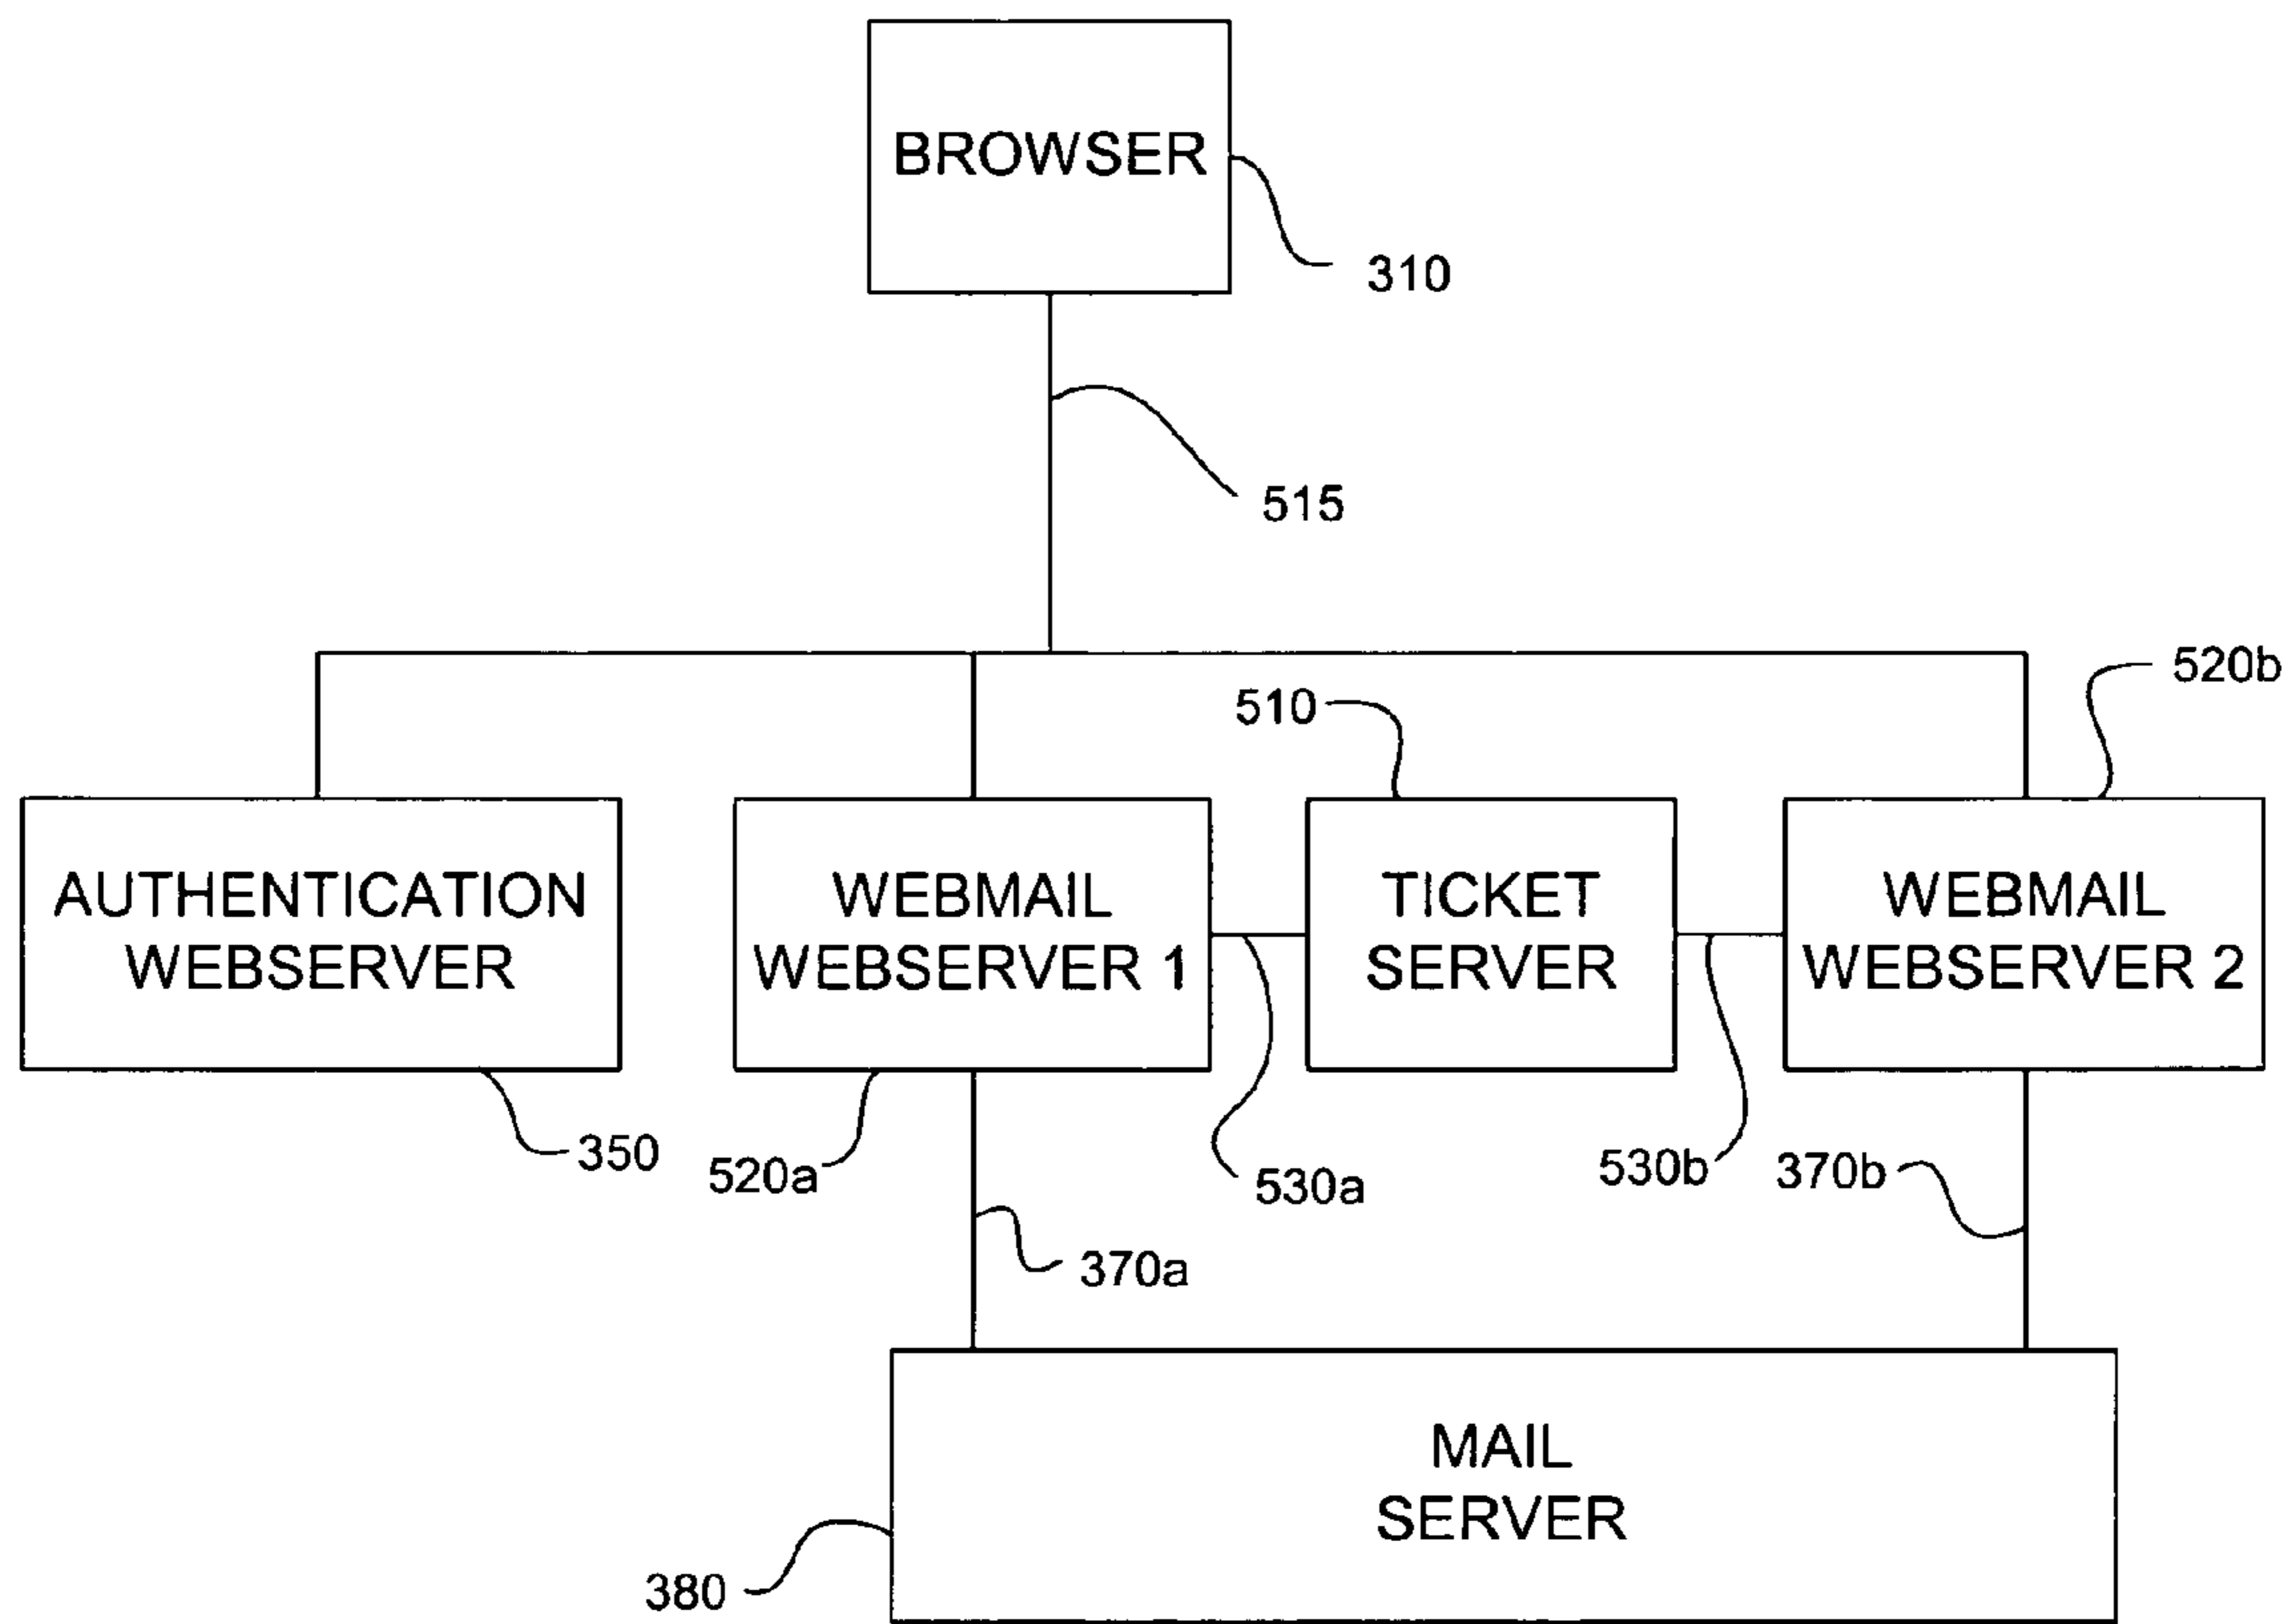 BROWSER
310
515
520b
510
AUTHENTICATION
WEBSERVER
WEBMAIL
WEBSERVER 1
TICKET
SERVER
WEBMAIL
WEBSERVER 2
350
520a
530a
530b
370b
370a
MAIL
SERVER
380